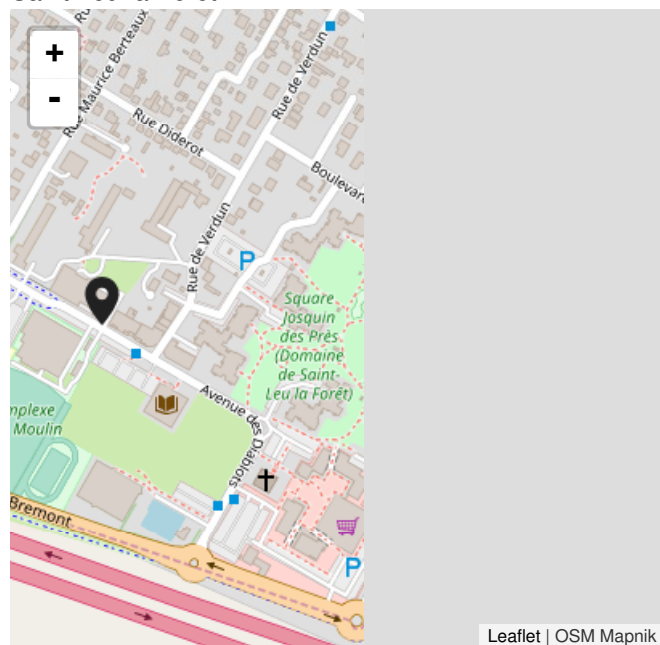 +
-
Rue Maurice Berteaux
Rue de Verdun
Rue Diderot
Boulevar
Rue de Verdun
P
Square
Josquin
des Prés
(Domaine
de Saint-
Leu la Forêt)
Avenue des Diablots
mplexe
Moulin
Bremont
P
Leaflet | OSM Mapnik